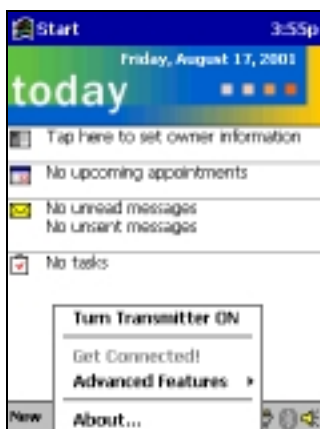 Start 3:55p
Friday, August 17, 2001
today
Tap here to set owner information
No upcoming appointments
No unread messages
No unsent messages
No tasks
Turn Transmitter ON
Get Connected!
Advanced Features
New About...